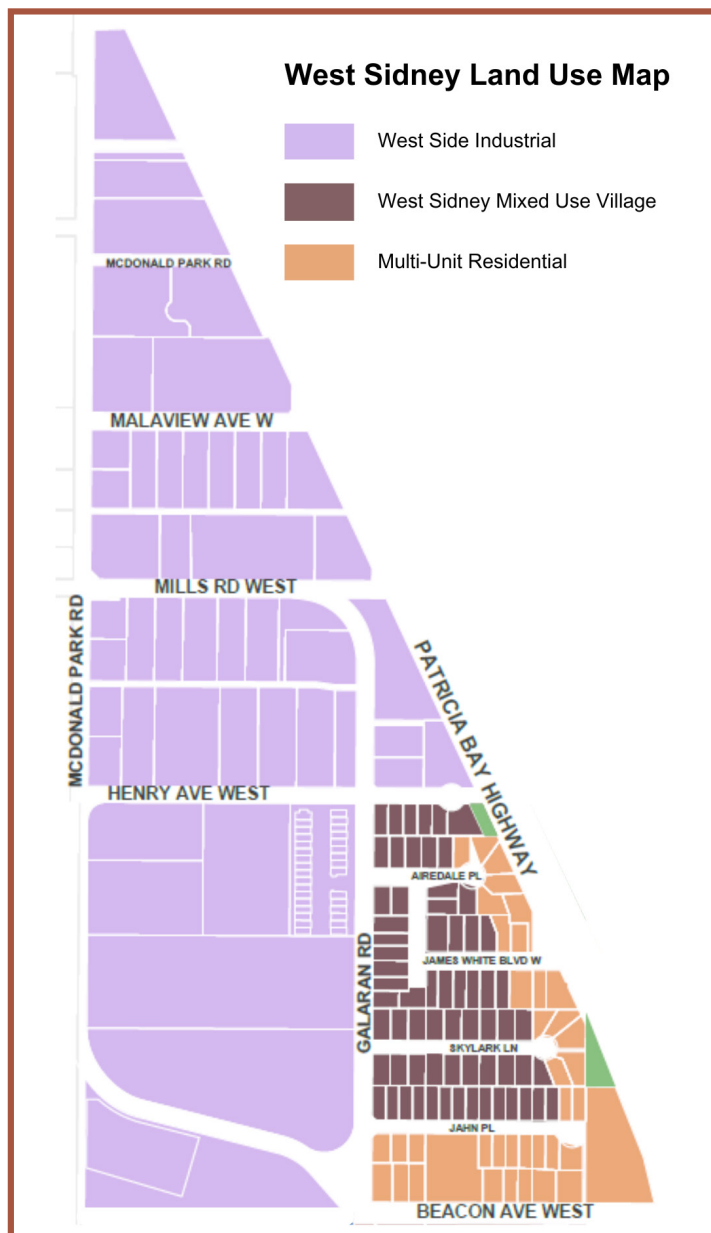 West Sidney Land Use Map
West Side Industrial
West Sidney Mixed Use Village
Multi-Unit Residential
MCDONALD PARK RD
MALAVIEW AVE W
MILLS RD WEST
MCDONALD PARK RD
PATRICIA BAY HIGHWAY
HENRY AVE WEST
AIREDALE PL
GALARAN RD
JAMES WHITE BLVD W
SKYLARK LN
JAHN PL
BEACON AVE WEST